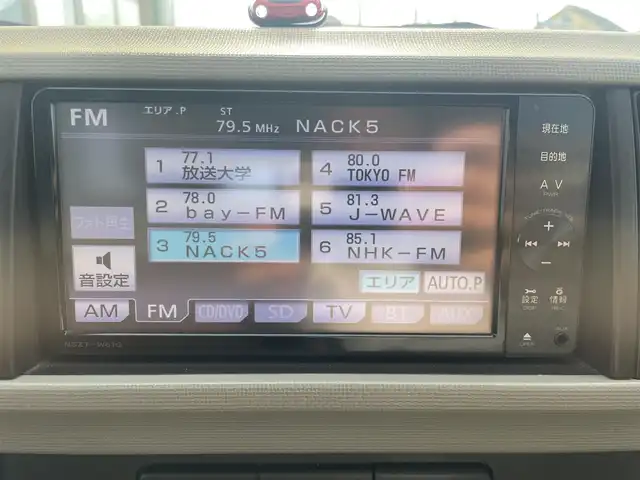 FM
エリア.P
ST
79.5 MHz NACK5
1 77.1 放送大学
2 78.0 bay-FM
3 79.5 NACK5
4 80.0 TOKYO FM
5 81.3 J-WAVE
6 85.1 NHK-FM
音設定
エリア
AUTO.P
AM
FM
CD/DVD
SD
TV
BT
AUX
現在地
目的地
AV
+
−
設定
情報